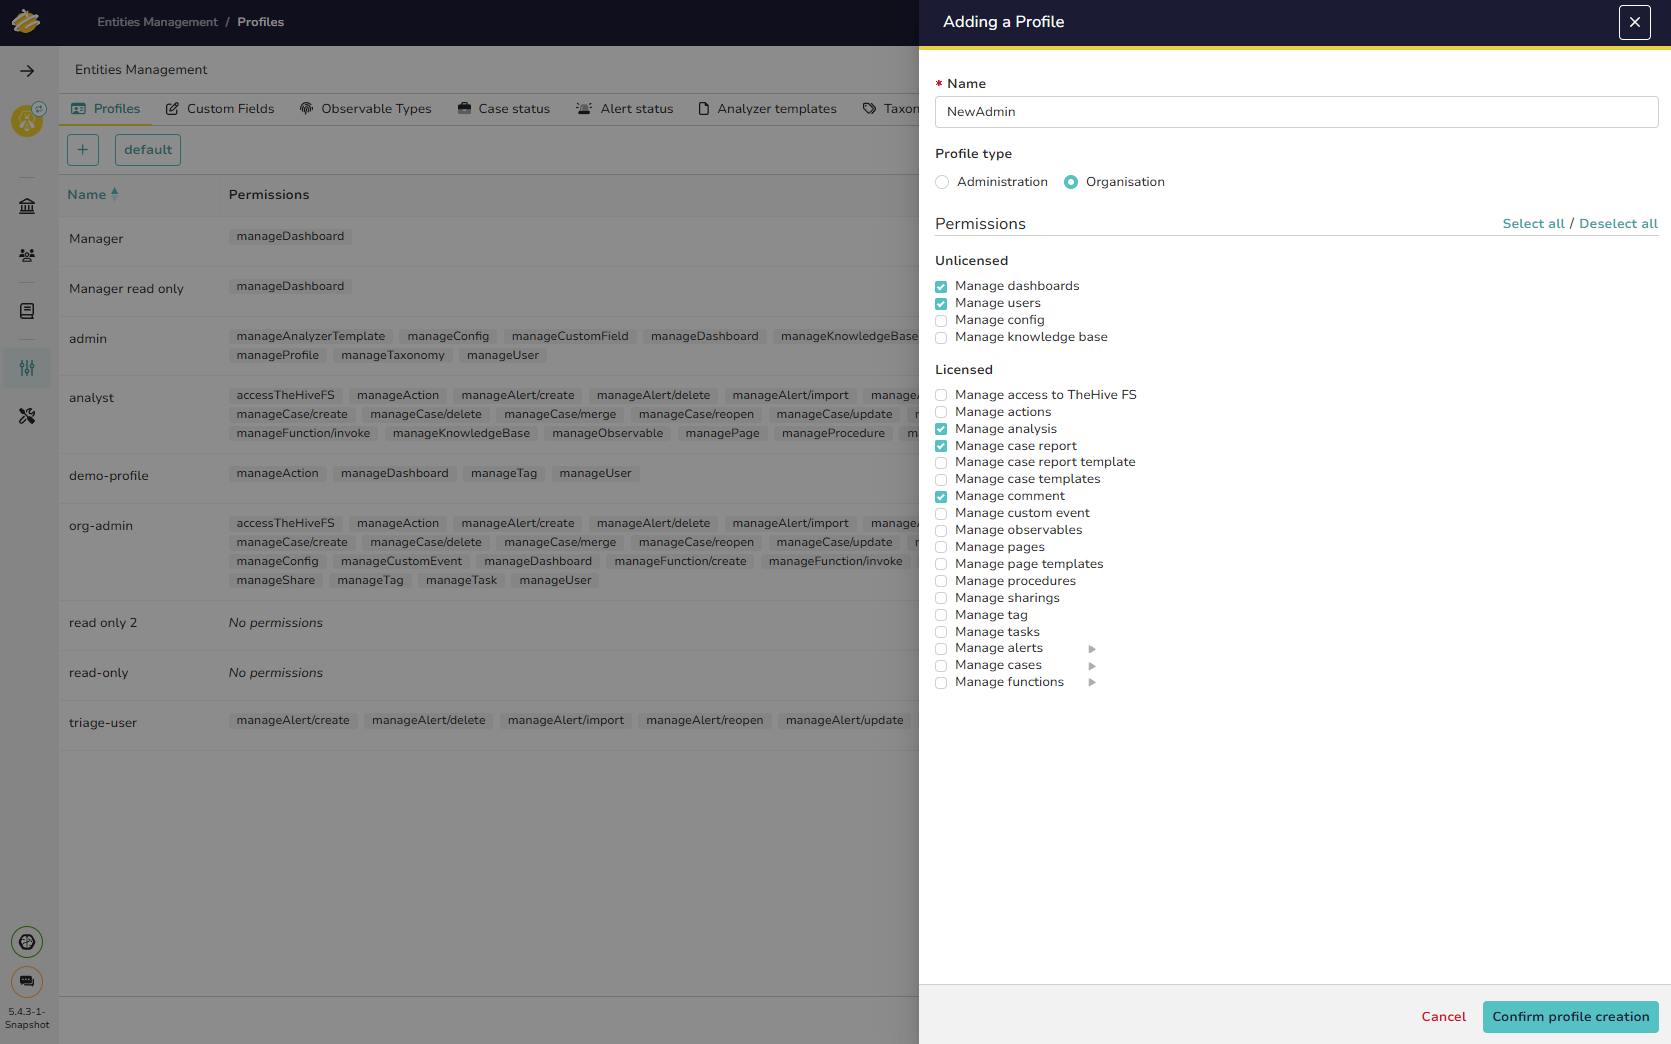 Entities Management / Profiles
Adding a Profile
Entities Management
Profiles Custom Fields Observable Types Case status Alert status Analyzer templates
+ default
Name Permissions
Manager manageDashboard
Manager read only manageDashboard
admin manageAnalyzerTemplate manageConfig manageCustomField manageDashboard manageKnowledgeBase
manageProfile manageTaxonomy manageUser
analyst accessTheHiveFS manageAction manageAlert/create manageAlert/delete manageAlert/import
manageCase/create manageCase/delete manageCase/merge manageCase/reopen manageCase/update
manageFunction/invoke manageKnowledgeBase manageObservable managePage manageProcedure
demo-profile manageAction manageDashboard manageTag manageUser
org-admin accessTheHiveFS manageAction manageAlert/create manageAlert/delete manageAlert/import
manageCase/create manageCase/delete manageCase/merge manageCase/reopen manageCase/update
manageConfig manageCustomEvent manageDashboard manageFunction/create manageFunction/invoke
manageShare manageTag manageTask manageUser
read only 2 No permissions
read-only No permissions
triage-user manageAlert/create manageAlert/delete manageAlert/import manageAlert/reopen manageAlert/update
5.4.3-1-
Snapshot
* Name
NewAdmin
Profile type
Administration Organisation
Permissions Select all / Deselect all
Unlicensed
Manage dashboards
Manage users
Manage config
Manage knowledge base
Licensed
Manage access to TheHive FS
Manage actions
Manage analysis
Manage case report
Manage case report template
Manage case templates
Manage comment
Manage custom event
Manage observables
Manage pages
Manage page templates
Manage procedures
Manage sharings
Manage tag
Manage tasks
Manage alerts
Manage cases
Manage functions
Cancel Confirm profile creation